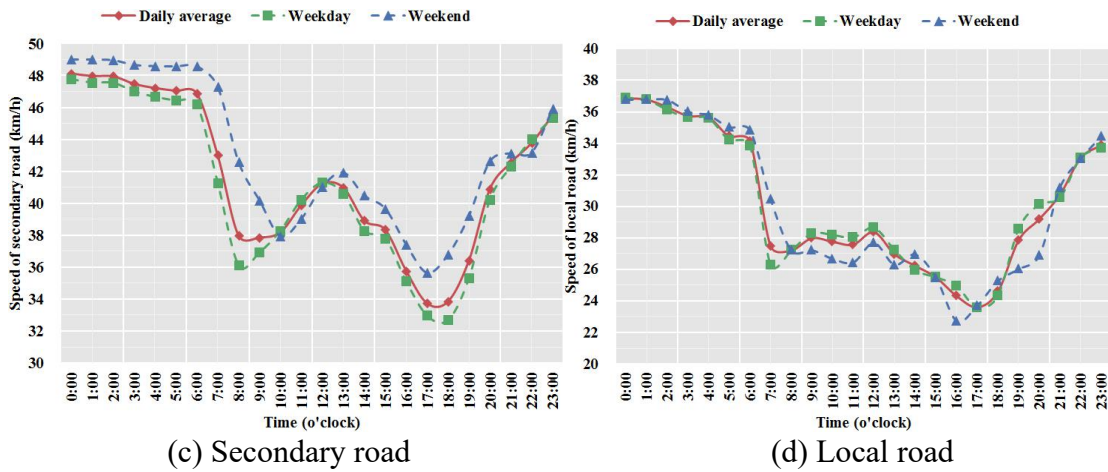 Daily average Weekday Weekend
Speed of secondary road (km/h)
50
48
46
44
42
40
38
36
34
32
30
0:00 1:00 2:00 3:00 4:00 5:00 6:00 7:00 8:00 9:00 10:00 11:00 12:00 13:00 14:00 15:00 16:00 17:00 18:00 19:00 20:00 21:00 22:00 23:00
Time (o'clock)
(c) Secondary road
Daily average Weekday Weekend
Speed of local road (km/h)
40
38
36
34
32
30
28
26
24
22
20
0:00 1:00 2:00 3:00 4:00 5:00 6:00 7:00 8:00 9:00 10:00 11:00 12:00 13:00 14:00 15:00 16:00 17:00 18:00 19:00 20:00 21:00 22:00 23:00
Time (o'clock)
(d) Local road